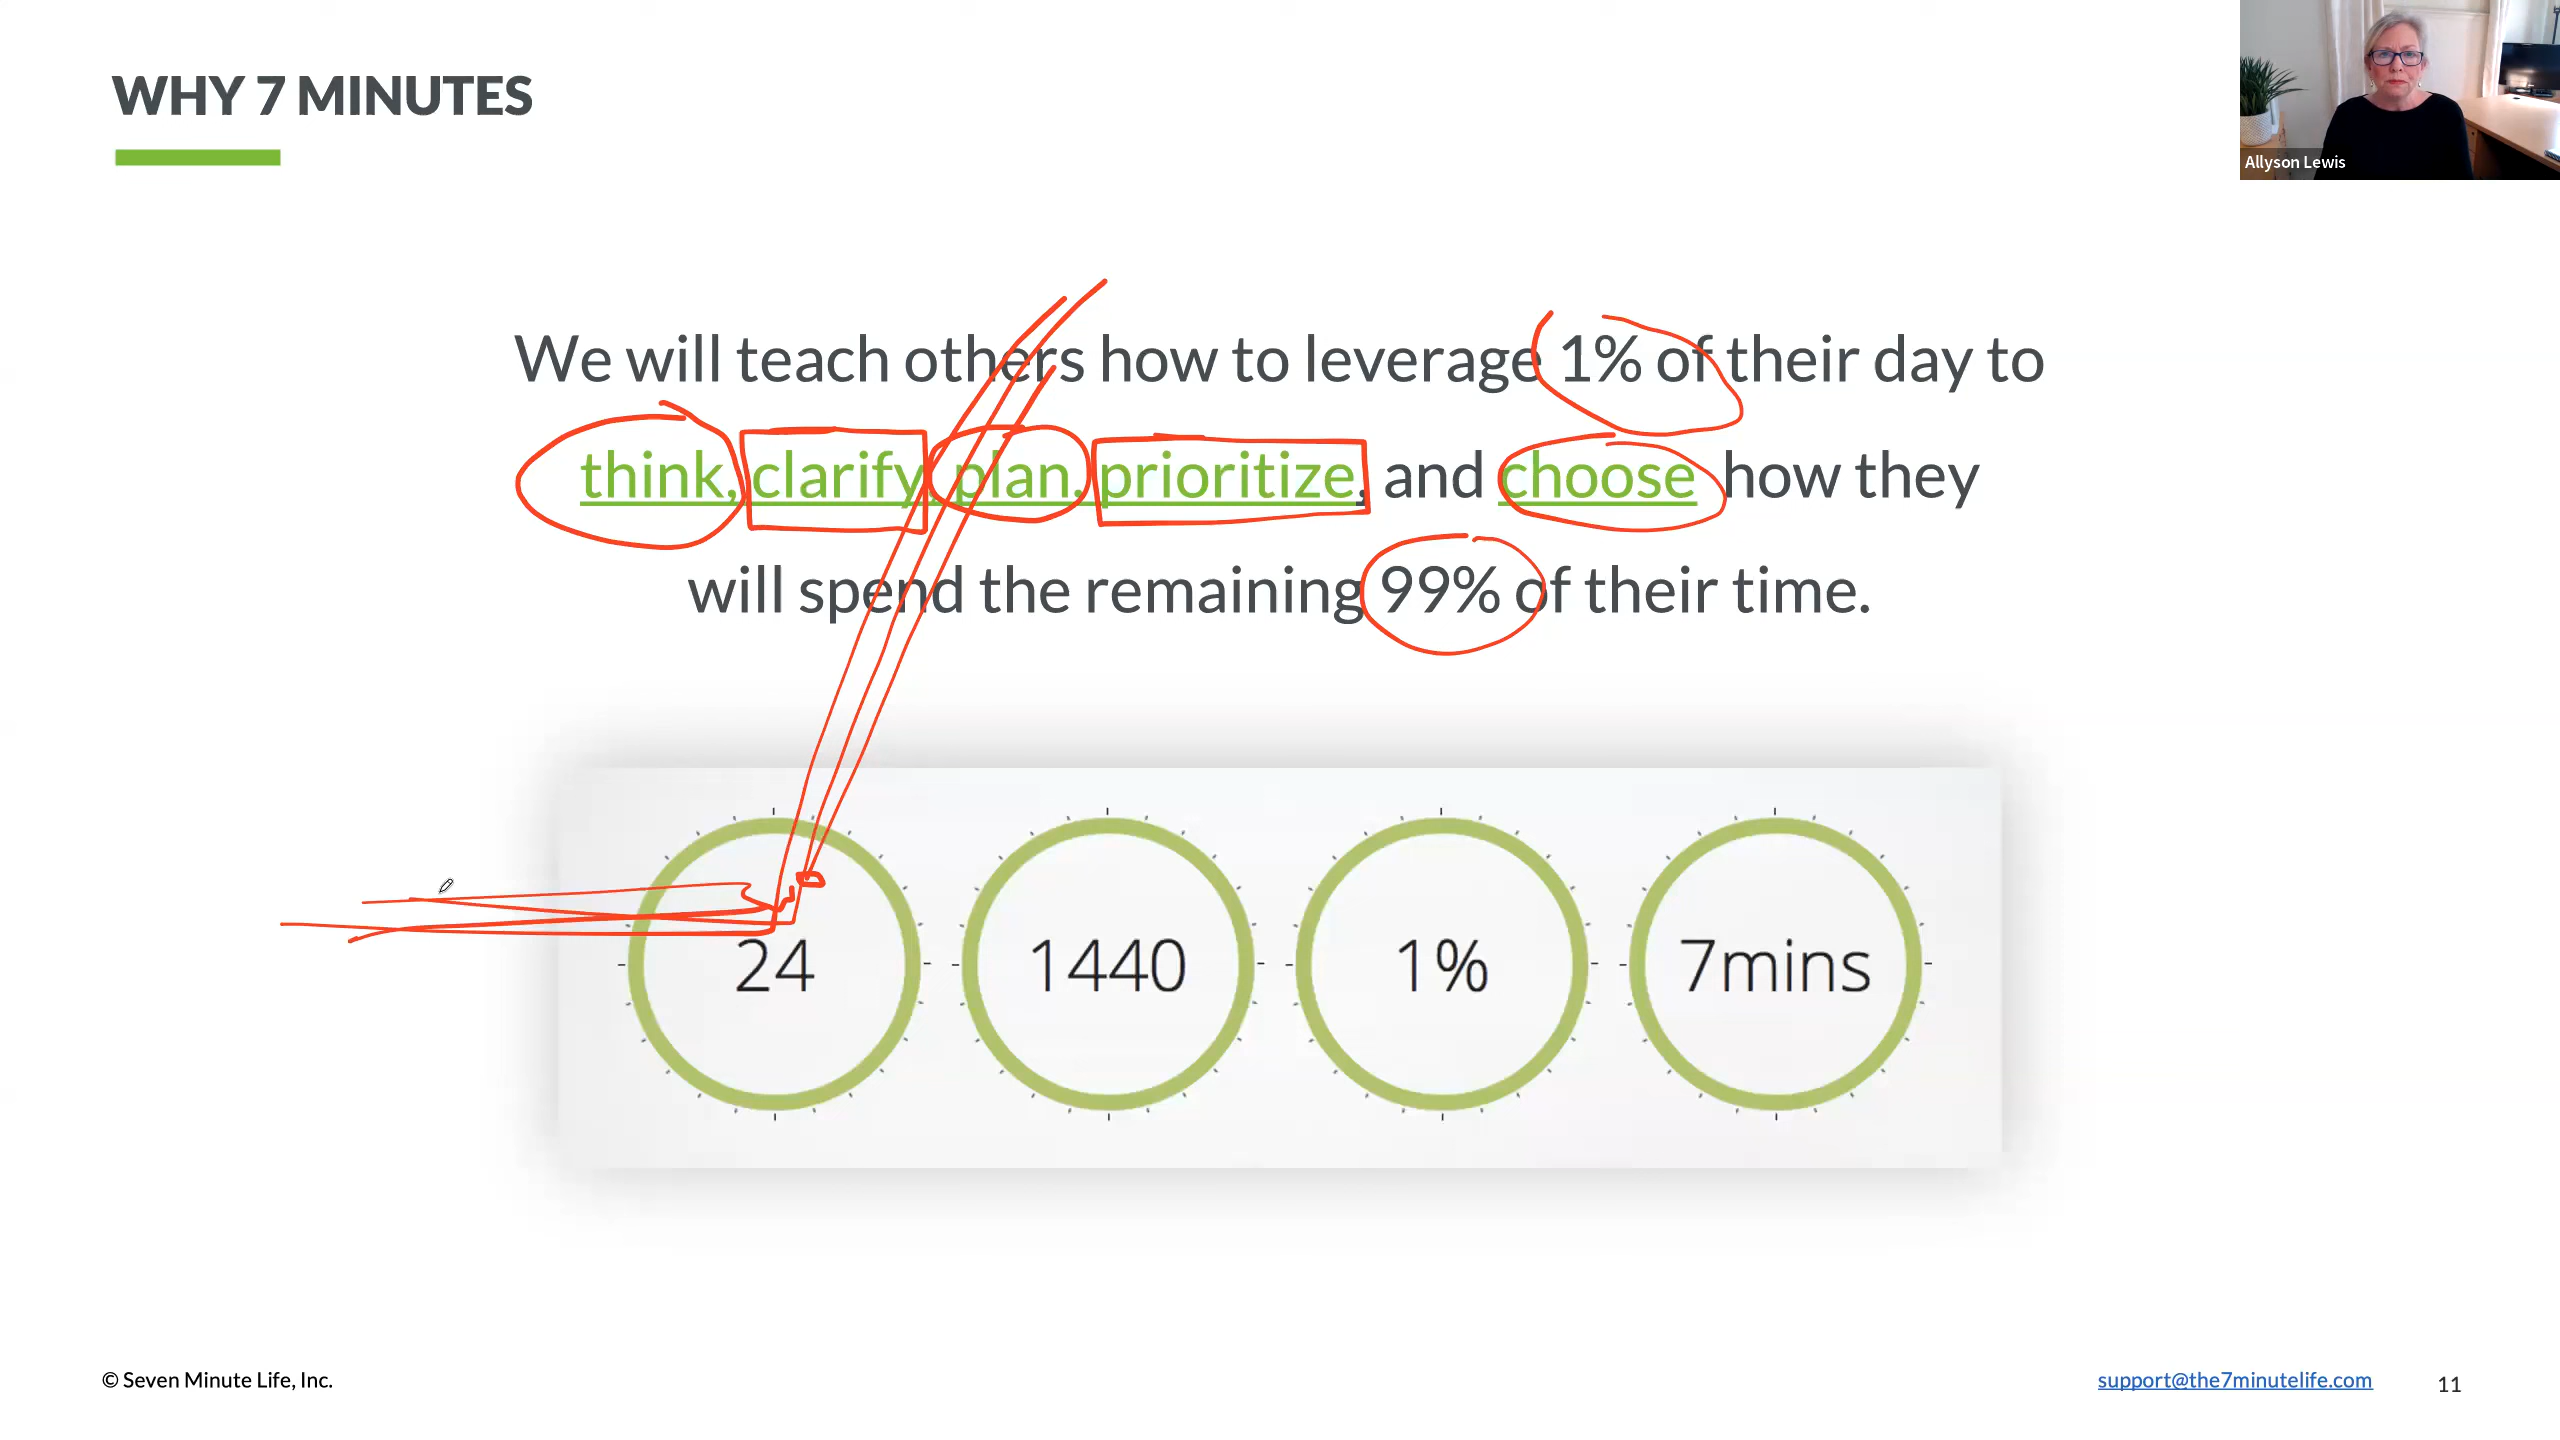 WHY 7 MINUTES
Allyson Lewis
We will teach others how to leverage 1% of their day to
think, clarify, plan, prioritize, and choose how they
will spend the remaining 99% of their time.
24 1440 1% 7mins
© Seven Minute Life, Inc. support@the7minutelife.com 11